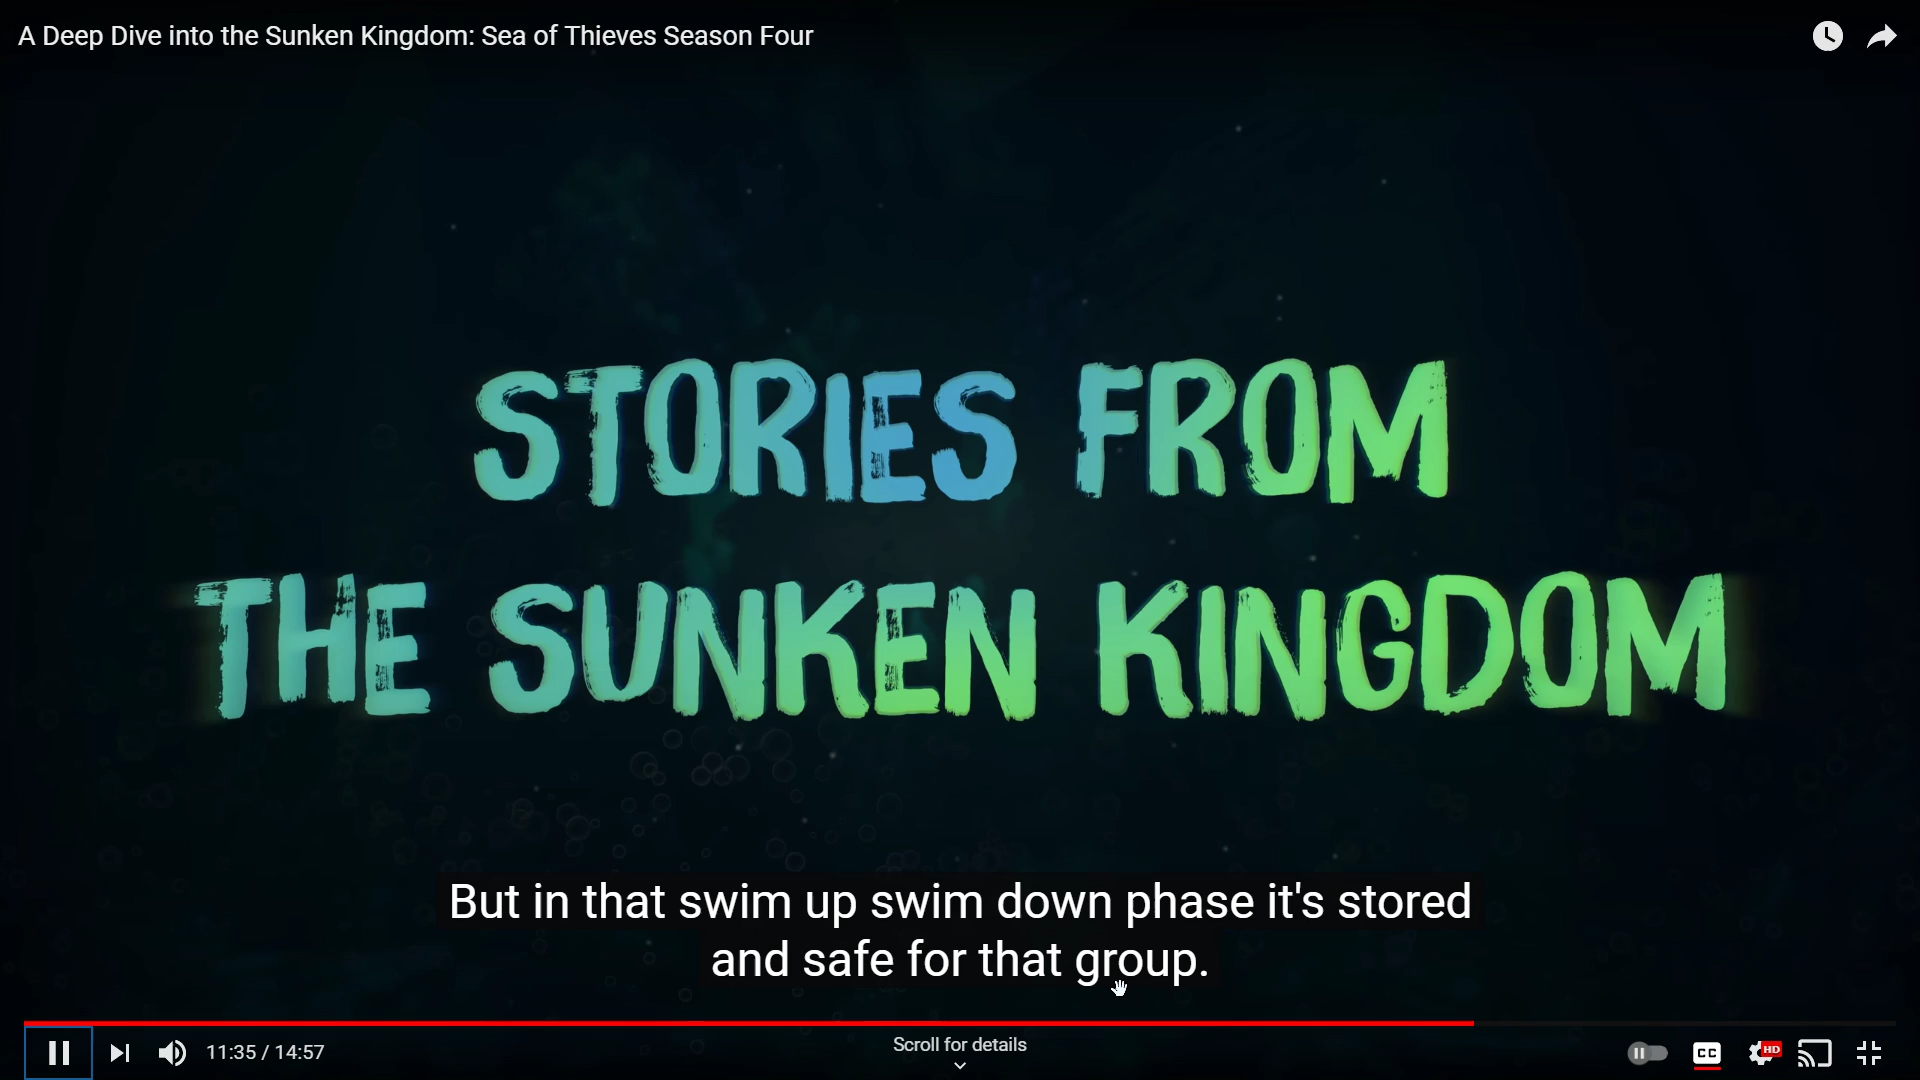 A Deep Dive into the Sunken Kingdom: Sea of Thieves Season Four
STORIES FROM
THE SUNKEN KINGDOM
But in that swim up swim down phase it's stored
and safe for that group.
11:35 / 14:57
Scroll for details
CC
HD